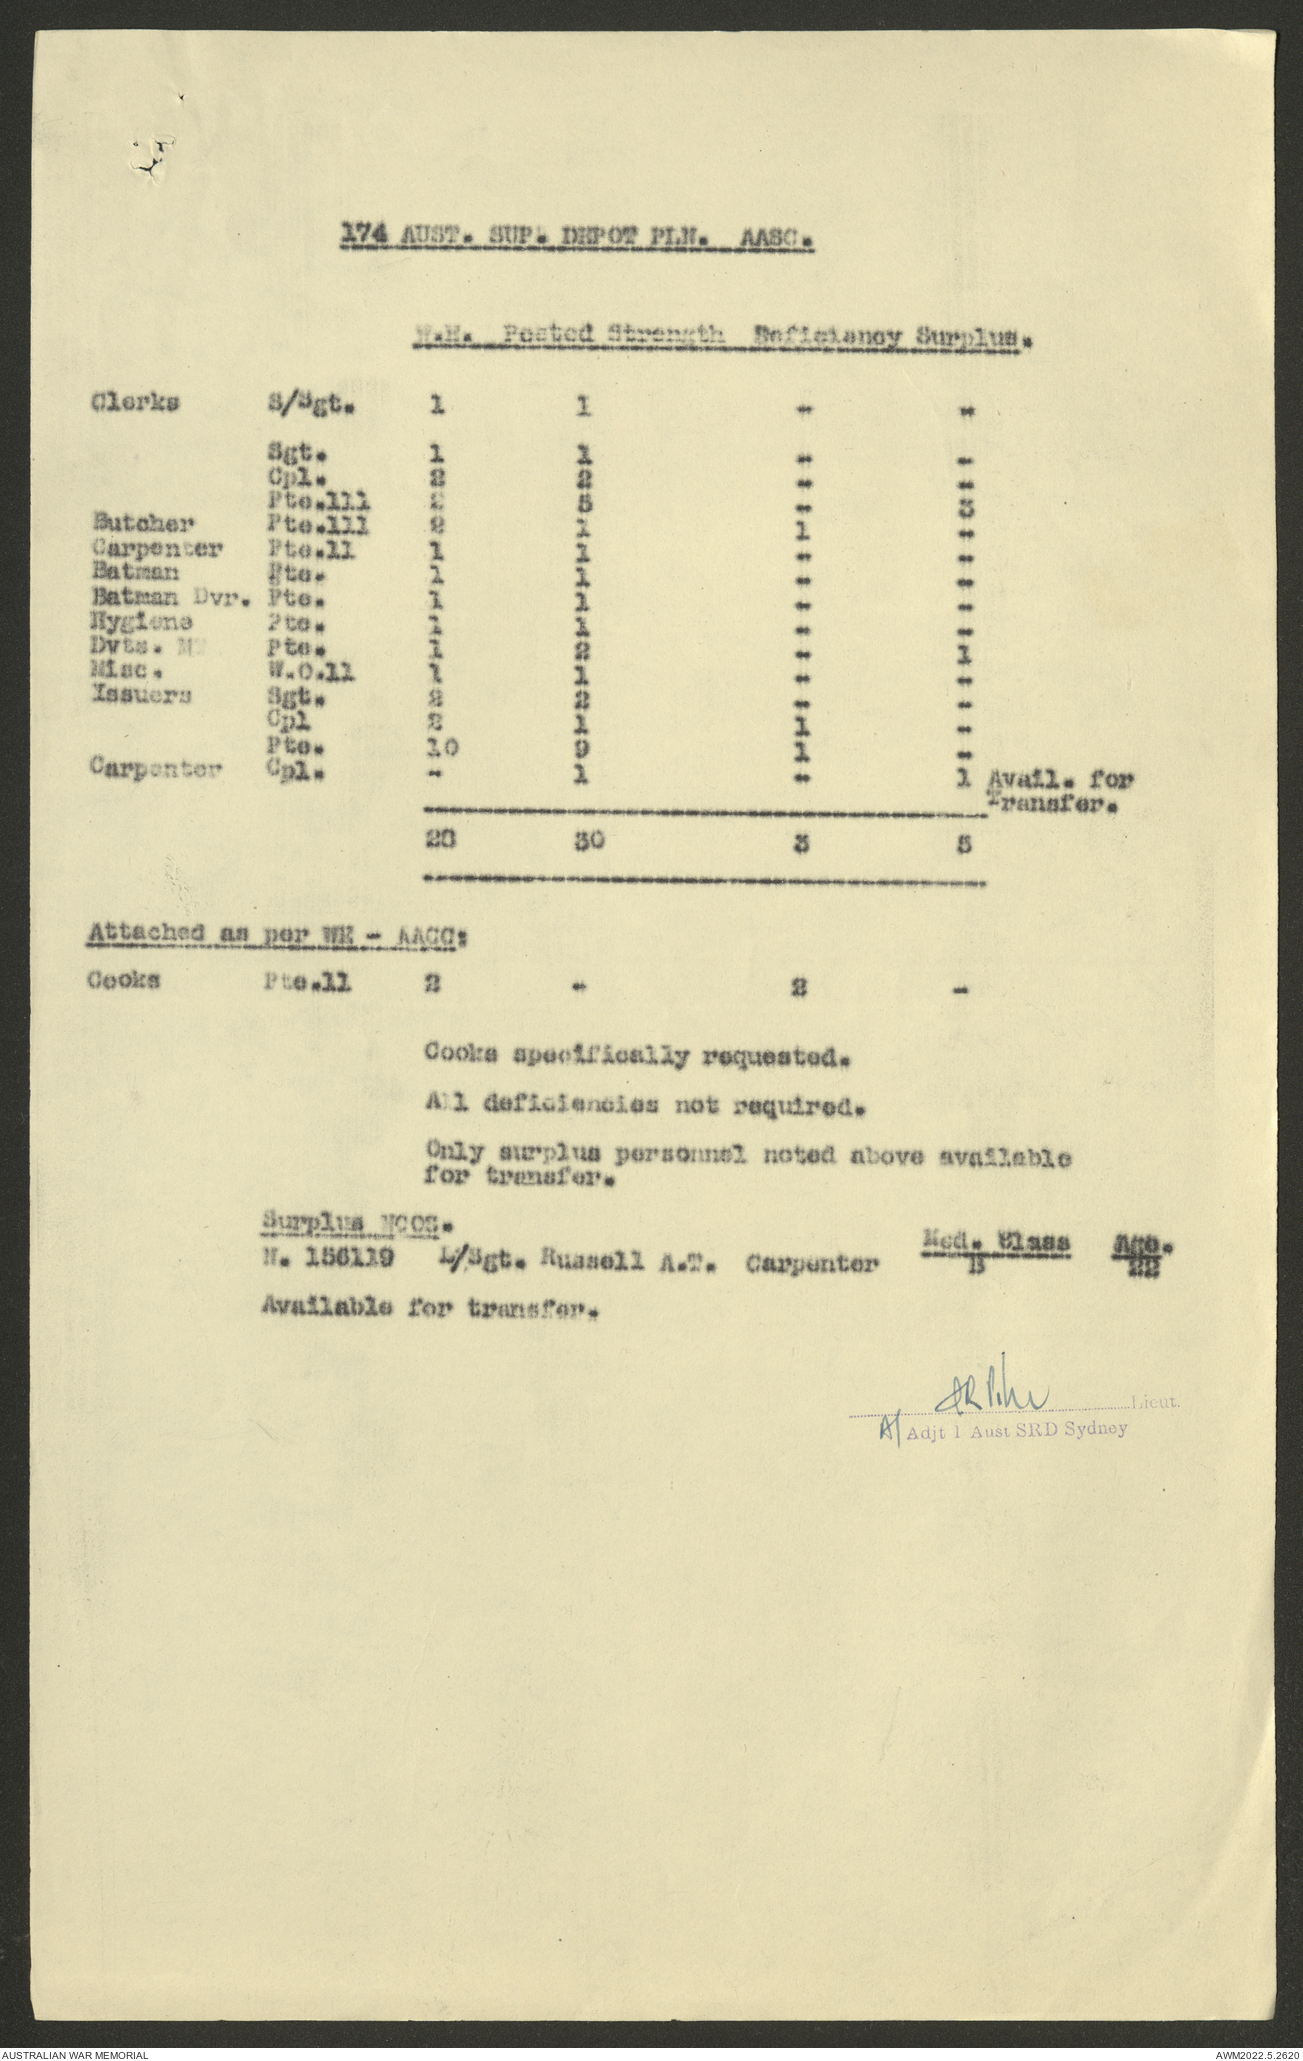 174 AUST. SUP. DEPOT PLN. AASC.
W.E. Posted Strength Deficiency Surplus.
Clerks S/Sgt. 1 1 - -
Sgt. 1 1 - -
Cpl. 2 2 - -
Pte.111 2 5 - 3
Butcher Pte.111 2 1 1 -
Carpenter Pte.11 1 1 - -
Batman Pte. 1 1 - -
Batman Dvr. Pte. 1 1 - -
Hygiene Pte. 1 1 - -
Dvts. MT Pte. 1 2 - 1
Misc. W.O.11 1 1 - -
Issuers Sgt. 2 2 - -
Cpl 2 1 1 -
Pte. 10 9 1 -
Carpenter Cpl. - 1 - 1 Avail. for
Transfer.
28 30 3 5
Attached as per WE - AACC:
Cooks Pte.11 2 - 2 -
Cooks specifically requested.
All deficiencies not required.
Only surplus personnel noted above available
for transfer.
Surplus NCOS. Med. Class Age.
N. 156119 L/Sgt. Russell A.T. Carpenter B 22
Available for transfer.
Lieut.
A/ Adjt 1 Aust SRD Sydney
AUSTRALIAN WAR MEMORIAL AWM2022.5.2620